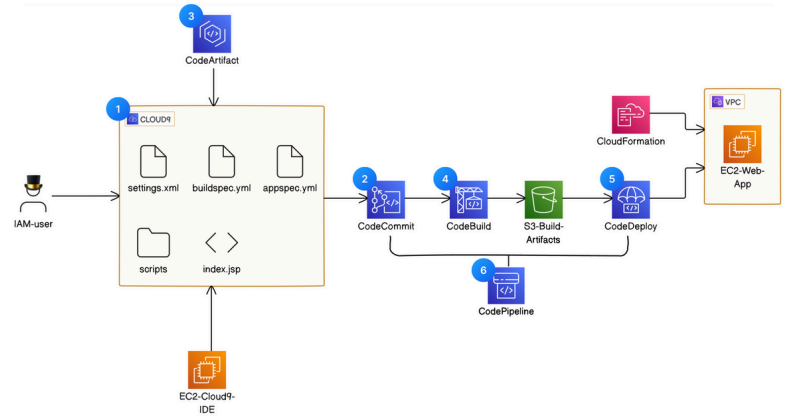 3
CodeArtifact
1
CLOUD9
settings.xml
buildspec.yml
appspec.yml
scripts
index.jsp
IAM-user
EC2-Cloud9-
IDE
2
CodeCommit
4
CodeBuild
S3-Build-
Artifacts
5
CodeDeploy
6
CodePipeline
CloudFormation
VPC
EC2-Web-
App